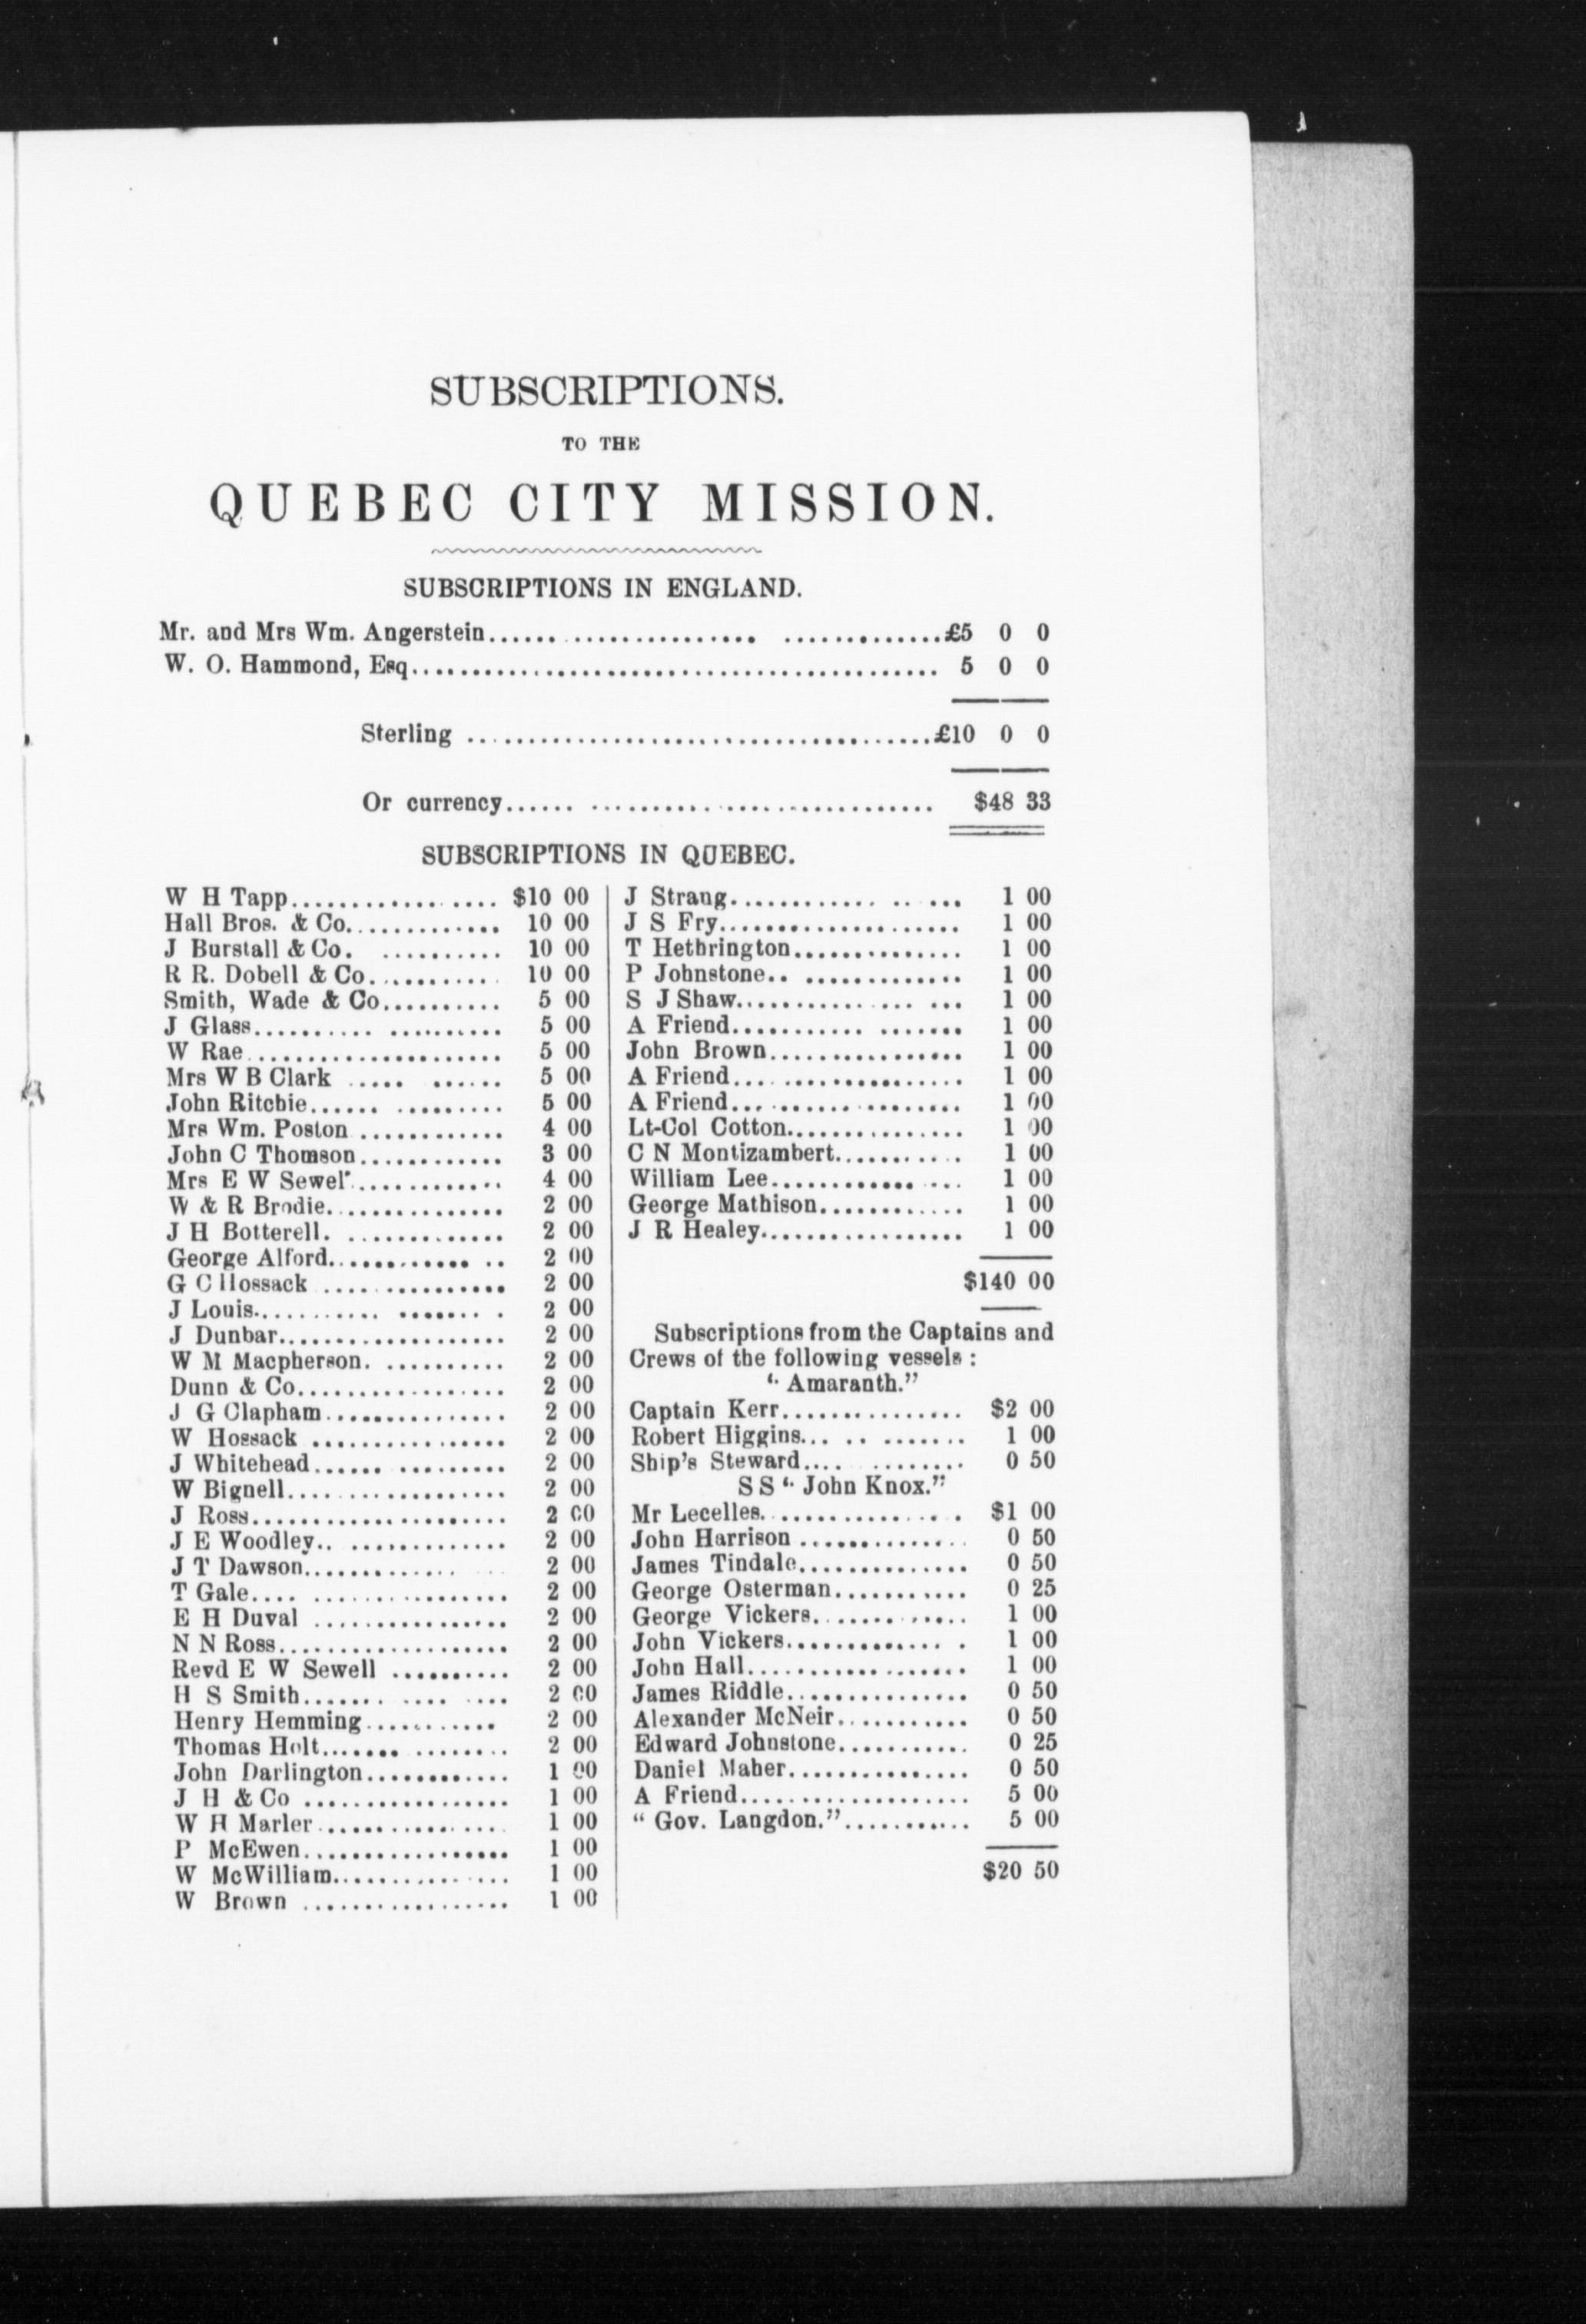 SUBSCRIPTIONS.
TO THE
QUEBEC CITY MISSION.
SUBSCRIPTIONS IN ENGLAND.
Mr. and Mrs Wm. Angerstein........................................£5 0 0
W. O. Hammond, Esq............................................ 5 0 0
Sterling .......................................£10 0 0
Or currency.................................... $48 33
SUBSCRIPTIONS IN QUEBEC.
W H Tapp................. $10 00
Hall Bros. & Co............. 10 00
J Burstall & Co. .......... 10 00
R R. Dobell & Co........... 10 00
Smith, Wade & Co.......... 5 00
J Glass.................... 5 00
W Rae..................... 5 00
Mrs W B Clark ........... 5 00
John Ritchie............... 5 00
Mrs Wm. Poston ............ 4 00
John C Thomson............ 3 00
Mrs E W Sewell............ 4 00
W & R Brodie............... 2 00
J H Botterell. ............. 2 00
George Alford.............. 2 00
G C Hossack ............... 2 00
J Louis.................... 2 00
J Dunbar................... 2 00
W M Macpherson. .......... 2 00
Dunn & Co................. 2 00
J G Clapham............... 2 00
W Hossack ................ 2 00
J Whitehead............... 2 00
W Bignell.................. 2 00
J Ross..................... 2 00
J E Woodley.. ............. 2 00
J T Dawson................ 2 00
T Gale.... ................ 2 00
E H Duval ................ 2 00
N N Ross................... 2 00
Revd E W Sewell .......... 2 00
H S Smith................. 2 00
Henry Hemming........... 2 00
Thomas Holt............... 2 00
John Darlington............ 1 00
J H & Co ................. 1 00
W H Marler................ 1 00
P McEwen................. 1 00
W McWilliam............... 1 00
W Brown ................. 1 00
J Strang.................. 1 00
J S Fry.................... 1 00
T Hethrington.............. 1 00
P Johnstone.. ............. 1 00
S J Shaw.................. 1 00
A Friend.................. 1 00
John Brown................ 1 00
A Friend................... 1 00
A Friend................... 1 00
Lt-Col Cotton............... 1 00
C N Montizambert........... 1 00
William Lee................ 1 00
George Mathison............ 1 00
J R Healey................. 1 00
$140 00
Subscriptions from the Captains and
Crews of the following vessels :
" Amaranth."
Captain Kerr............... $2 00
Robert Higgins... .. ....... 1 00
Ship's Steward.... ........ 0 50
S S " John Knox."
Mr Lecelles................ $1 00
John Harrison .............. 0 50
James Tindale.............. 0 50
George Osterman........... 0 25
George Vickers............. 1 00
John Vickers.............. 1 00
John Hall.................. 1 00
James Riddle............... 0 50
Alexander McNeir........... 0 50
Edward Johnstone........... 0 25
Daniel Maher............... 0 50
A Friend................... 5 00
" Gov. Langdon."........... 5 00
$20 50